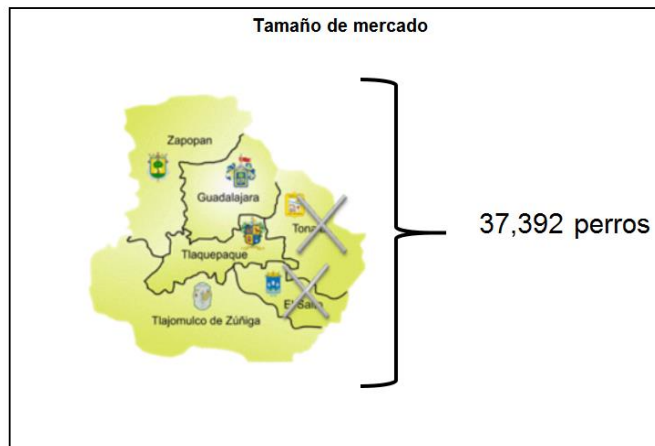 Tamaño de mercado
Zapopan
Guadalajara
Tlaquepaque
Tlajomulco de Zúñiga
37,392 perros